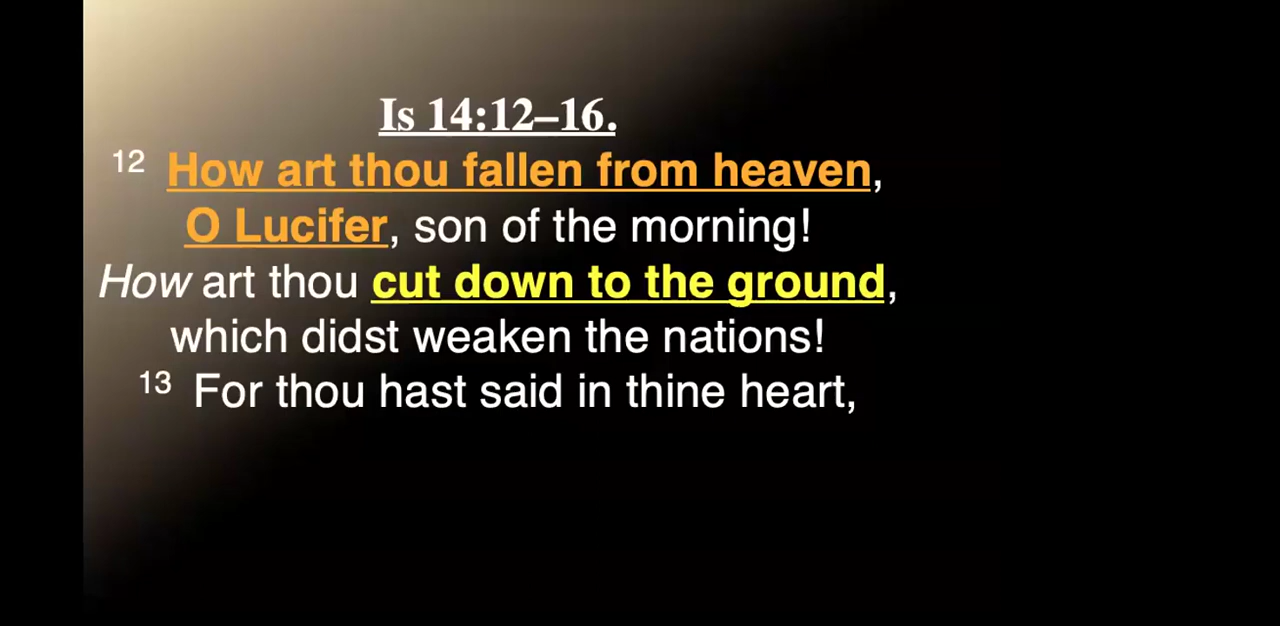 Is 14:12–16.
12 How art thou fallen from heaven,
O Lucifer, son of the morning!
How art thou cut down to the ground,
which didst weaken the nations!
13 For thou hast said in thine heart,